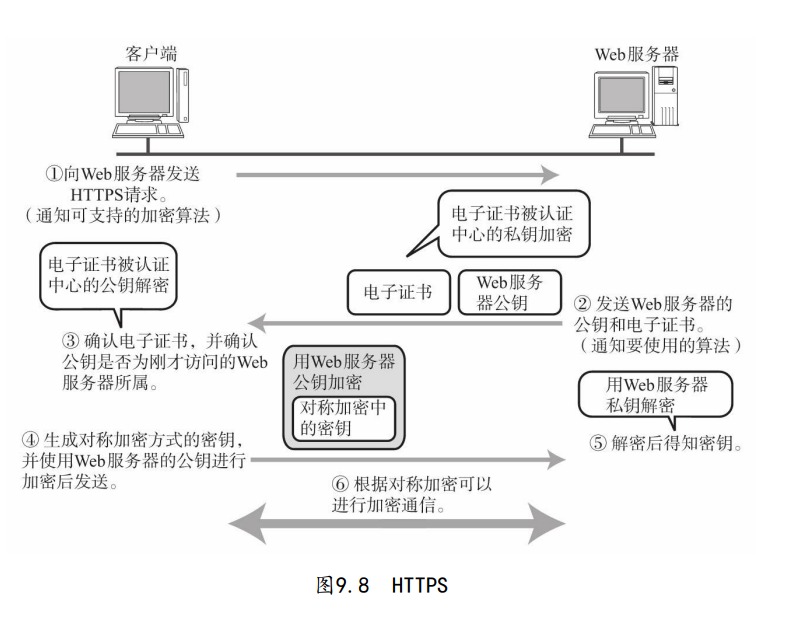 客户端
Web服务器
①向Web服务器发送
HTTPS请求。
（通知可支持的加密算法）
电子证书被认证
中心的私钥加密
电子证书被认证
中心的公钥解密
电子证书
Web服务
器公钥
② 发送Web服务器的
公钥和电子证书。
（通知要使用的算法）
③ 确认电子证书，并确认
公钥是否为刚才访问的Web
服务器所属。
用Web服务器
公钥加密
对称加密中
的密钥
用Web服务器
私钥解密
④ 生成对称加密方式的密钥，
并使用Web服务器的公钥进行
加密后发送。
⑤ 解密后得知密钥。
⑥ 根据对称加密可以
进行加密通信。
图9.8 HTTPS